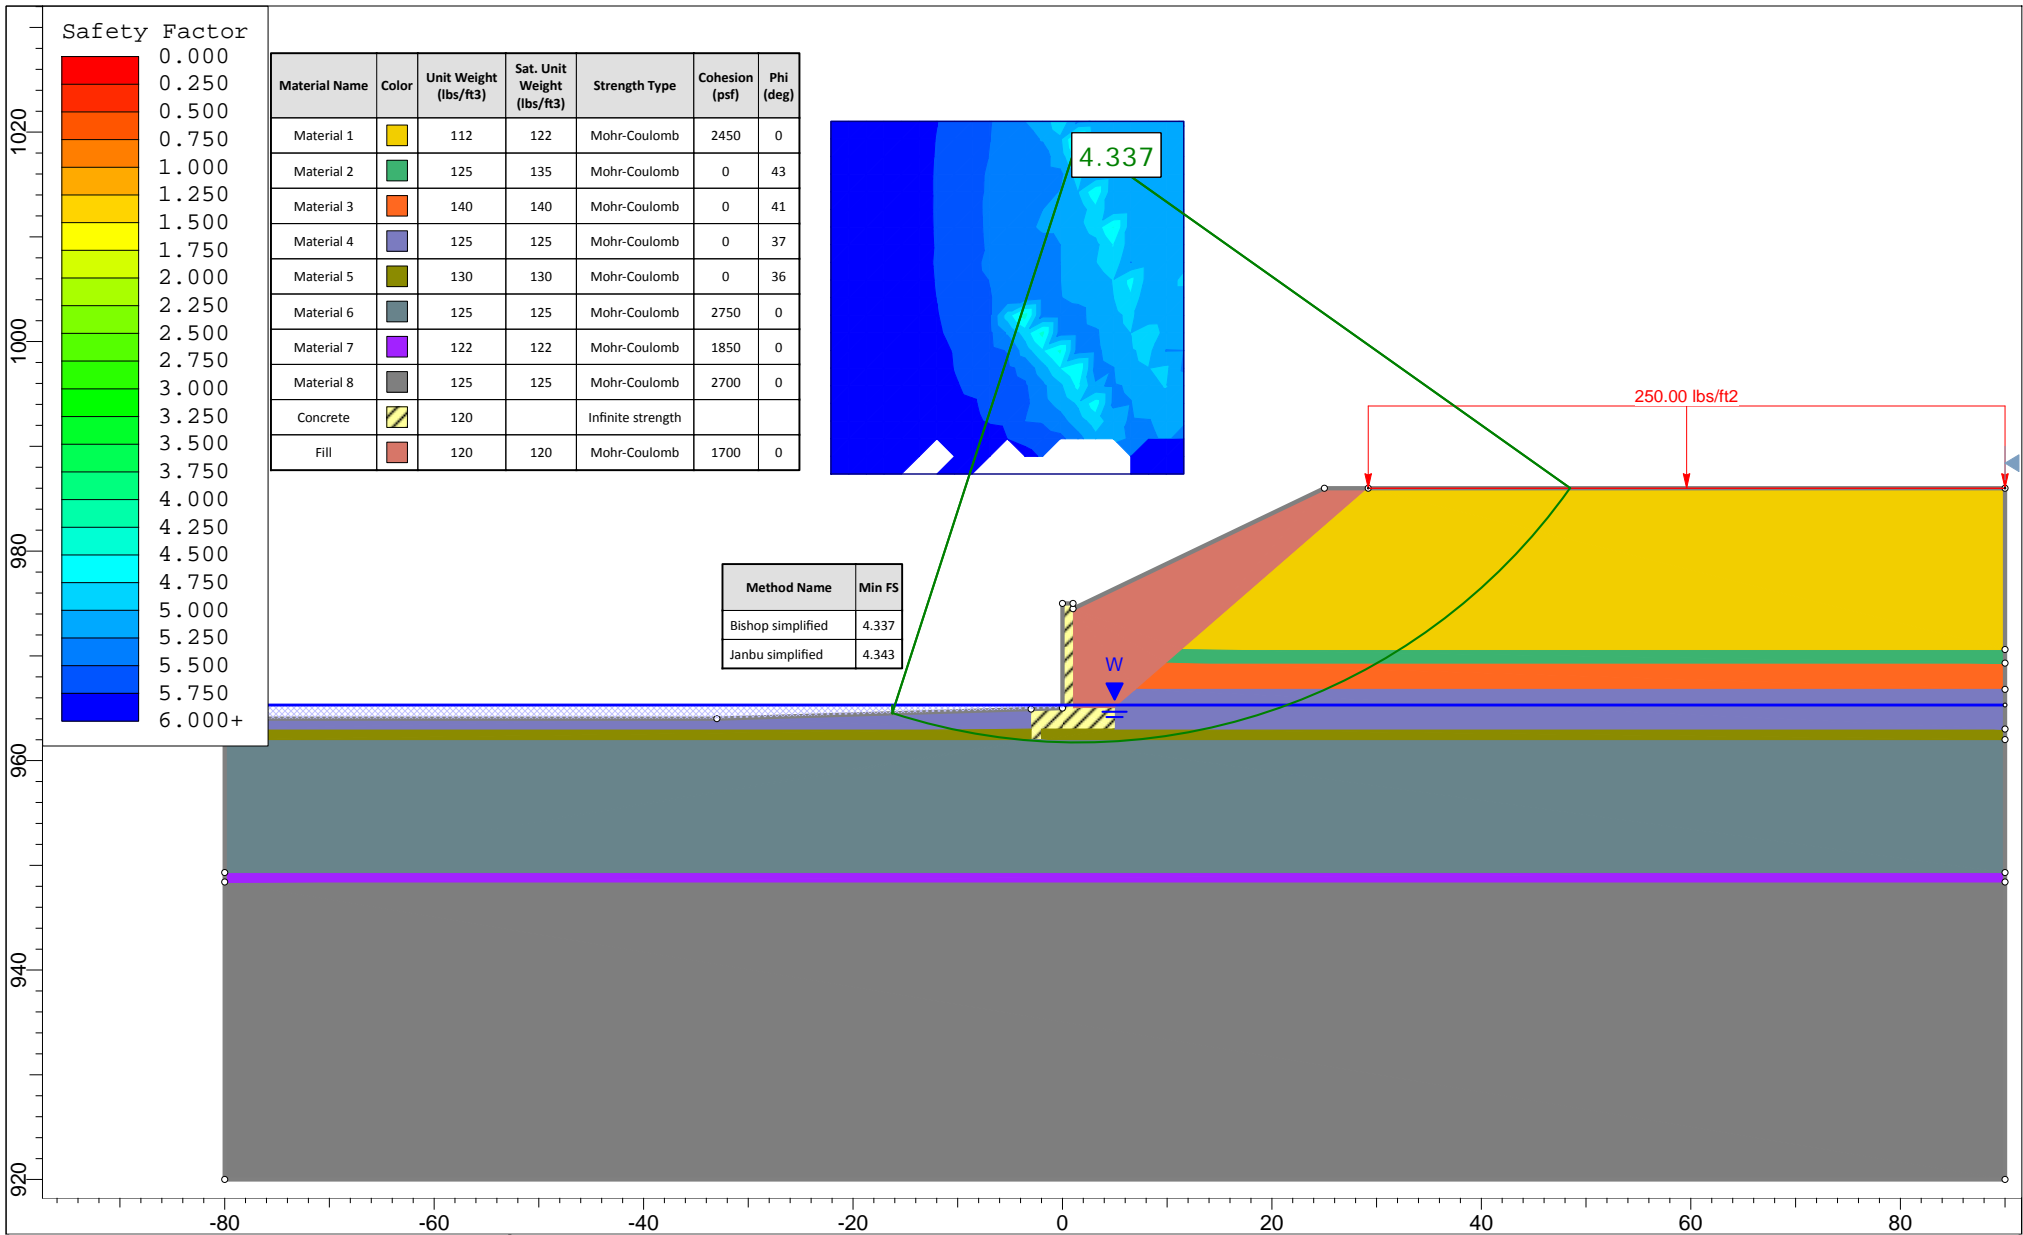 Safety Factor
0.000
0.250
0.500
0.750
1.000
1.250
1.500
1.750
2.000
2.250
2.500
2.750
3.000
3.250
3.500
3.750
4.000
4.250
4.500
4.750
5.000
5.250
5.500
5.750
6.000+
Material Name Color Unit Weight (lbs/ft3) Sat. Unit Weight (lbs/ft3) Strength Type Cohesion (psf) Phi (deg)
Material 1 112 122 Mohr-Coulomb 2450 0
Material 2 125 135 Mohr-Coulomb 0 43
Material 3 140 140 Mohr-Coulomb 0 41
Material 4 125 125 Mohr-Coulomb 0 37
Material 5 130 130 Mohr-Coulomb 0 36
Material 6 125 125 Mohr-Coulomb 2750 0
Material 7 122 122 Mohr-Coulomb 1850 0
Material 8 125 125 Mohr-Coulomb 2700 0
Concrete 120 Infinite strength
Fill 120 120 Mohr-Coulomb 1700 0
4.337
250.00 lbs/ft2
Method Name Min FS
Bishop simplified 4.337
Janbu simplified 4.343
W
1020
1000
980
960
940
920
-80 -60 -40 -20 0 20 40 60 80